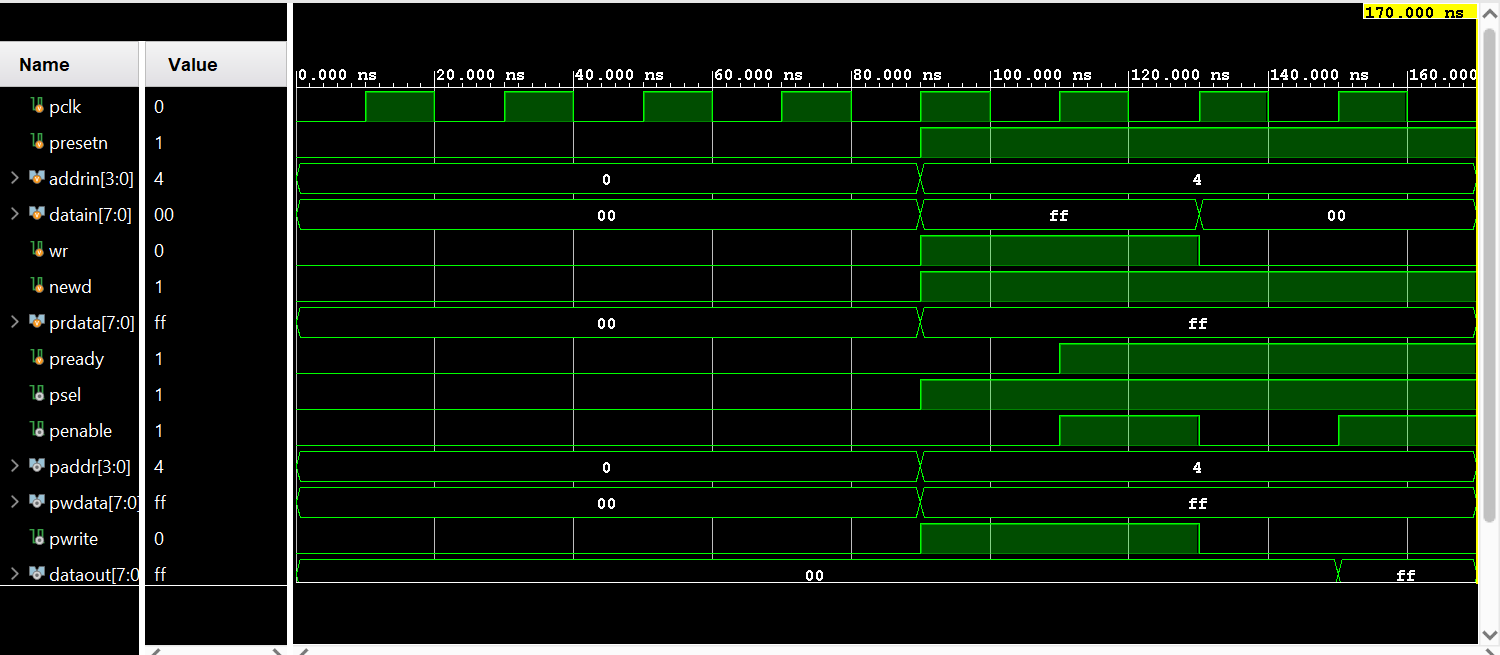 170.000 ns
Name Value
0.000 ns 20.000 ns 40.000 ns 60.000 ns 80.000 ns 100.000 ns 120.000 ns 140.000 ns 160.000
pclk 0
presetn 1
addrin[3:0] 4 0 4
datain[7:0] 00 00 ff 00
wr 0
newd 1
prdata[7:0] ff 00 ff
pready 1
psel 1
penable 1
paddr[3:0] 4 0 4
pwdata[7:0] ff 00 ff
pwrite 0
dataout[7:0 ff 00 ff